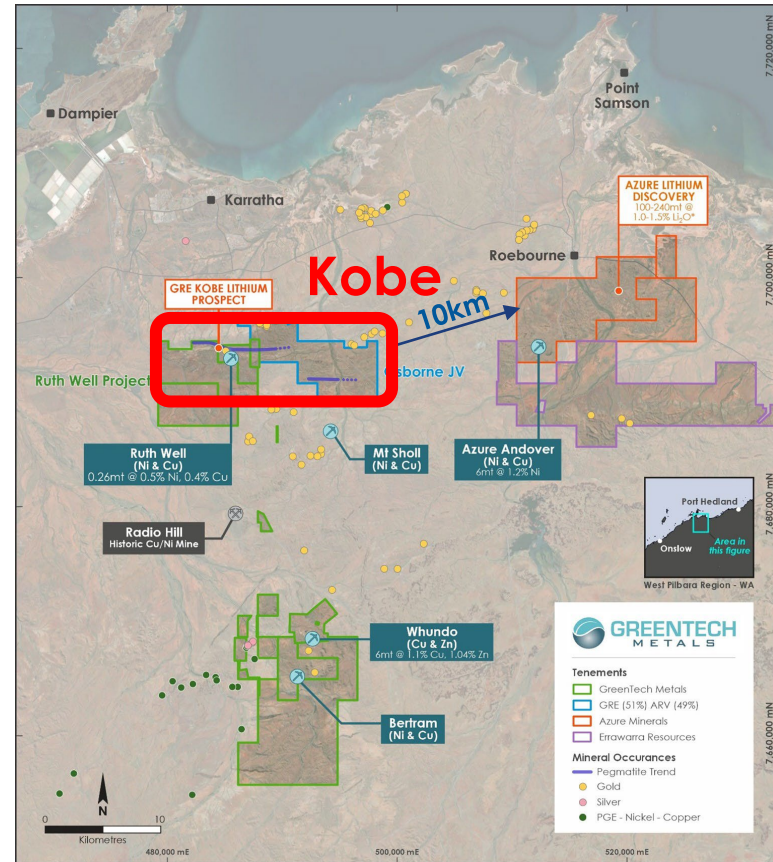 7,720,000 mN
Point
Samson
Dampier
Karratha
AZURE LITHIUM
DISCOVERY
100-240mt @
1.0-1.5% Li₂O*
Roebourne
7,700,000 mN
Kobe
GRE KOBE LITHIUM
PROSPECT
10km
Ruth Well Project
Osborne JV
Ruth Well
(Ni & Cu)
0.26mt @ 0.5% Ni, 0.4% Cu
Mt Sholl
(Ni & Cu)
Azure Andover
(Ni & Cu)
6mt @ 1.2% Ni
7,680,000 mN
Radio Hill
Historic Cu/Ni Mine
Port Hedland
Onslow
Area in
this figure
West Pilbara Region - WA
Whundo
(Cu & Zn)
6mt @ 1.1% Cu, 1.04% Zn
Bertram
(Ni & Cu)
GREENTECH
METALS
Tenements
GreenTech Metals
GRE (51%) ARV (49%)
Azure Minerals
Errawarra Resources
Mineral Occurances
Pegmatite Trend
Gold
Silver
PGE - Nickel - Copper
7,660,000 mN
N
0 10
Kilometres
480,000 mE
500,000 mE
520,000 mE